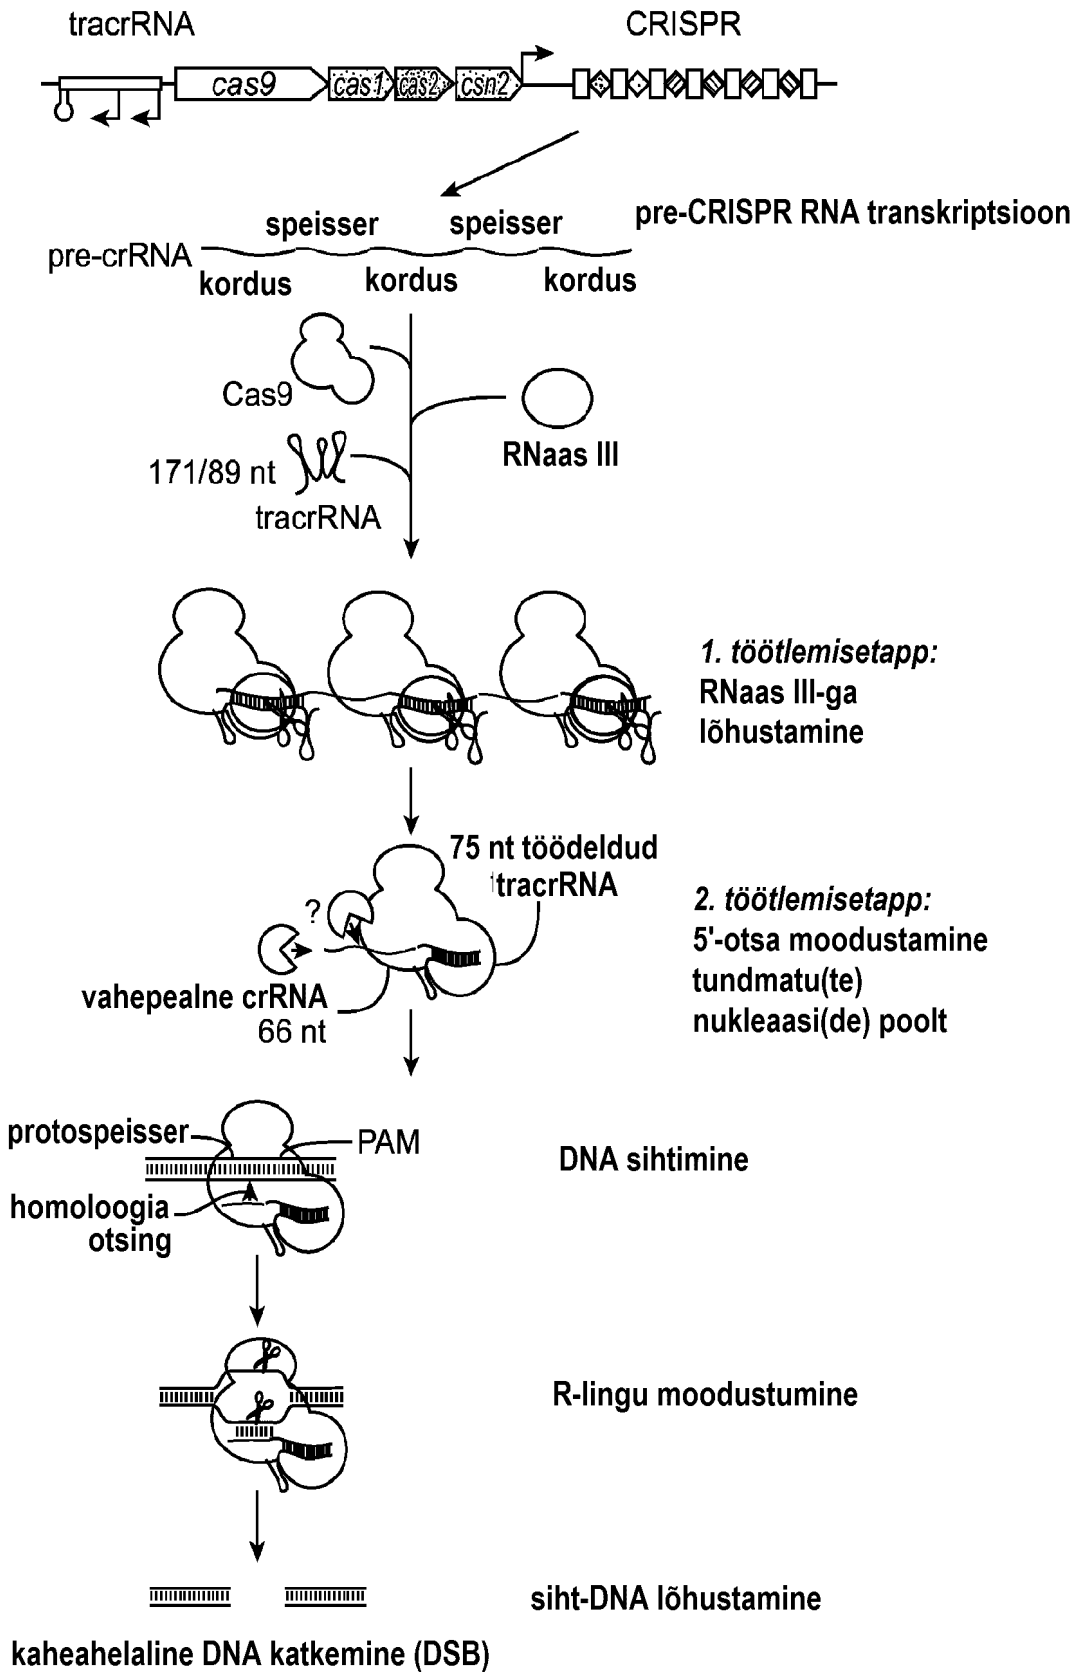 tracrRNA
CRISPR
cas9
cas1
cas2
csn2
pre-CRISPR RNA transkriptsioon
speisser
speisser
pre-crRNA
kordus
kordus
kordus
Cas9
RNaas III
171/89 nt
tracrRNA
1. töötlemisetapp:
RNaas III-ga
lõhustamine
75 nt töödeldud
tracrRNA
?
2. töötlemisetapp:
5'-otsa moodustamine
tundmatu(te)
nukleaasi(de) poolt
vahepealne crRNA
66 nt
protospeisser
PAM
DNA sihtimine
homoloogia
otsing
R-lingu moodustumine
siht-DNA lõhustamine
kaheahelaline DNA katkemine (DSB)